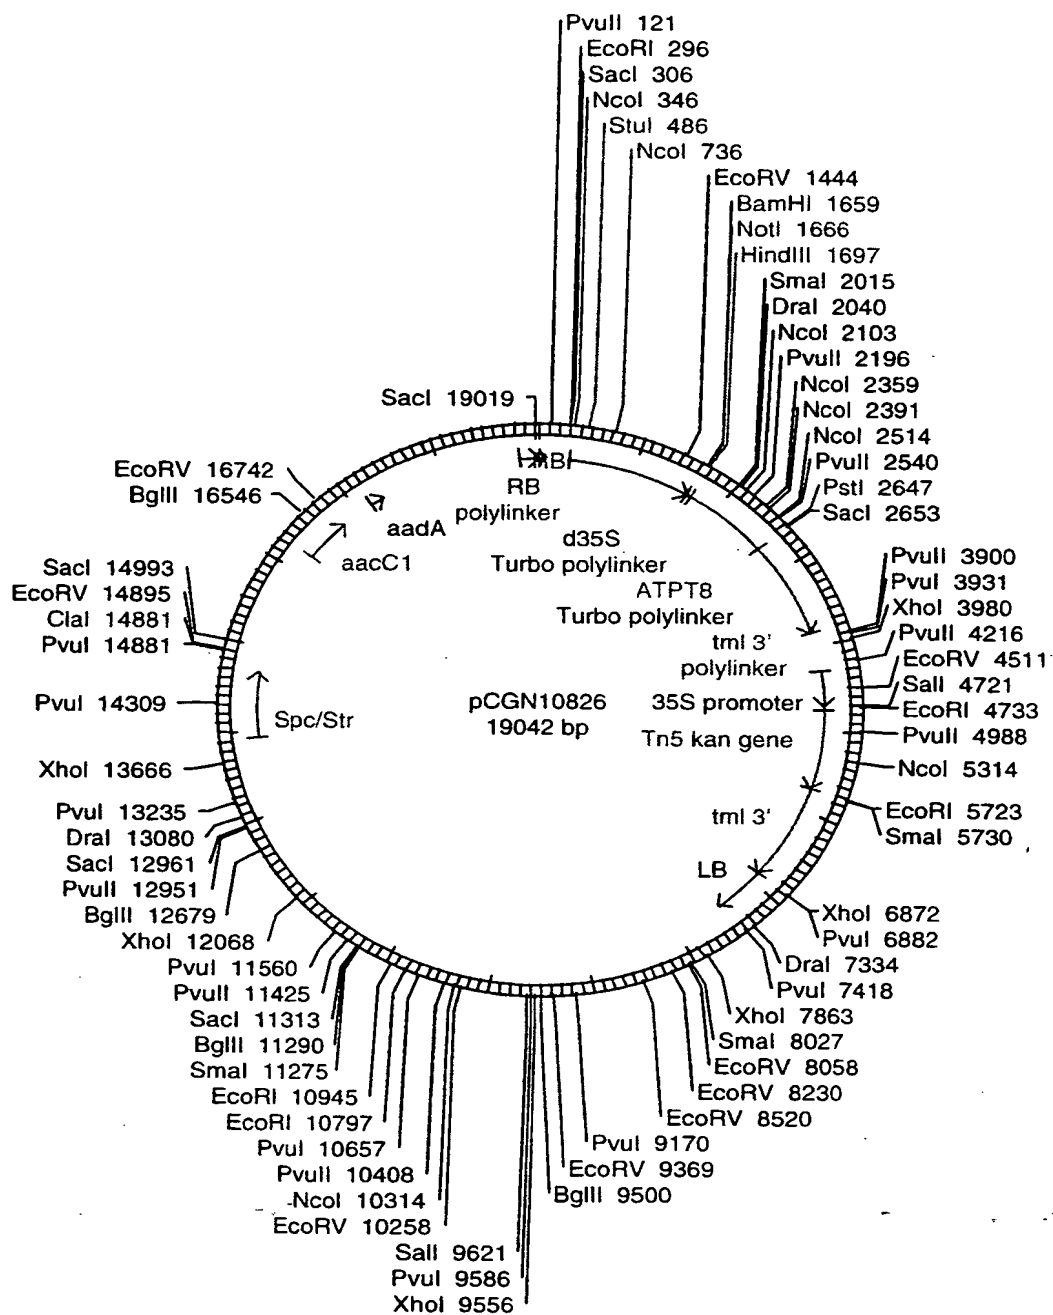 PvuII 121
EcoRI 296
SacI 306
NcoI 346
StuI 486
NcoI 736
EcoRV 1444
BamHI 1659
NotI 1666
HindIII 1697
SmaI 2015
DraI 2040
NcoI 2103
PvuII 2196
NcoI 2359
NcoI 2391
NcoI 2514
PvuII 2540
PstI 2647
SacI 2653
PvuII 3900
PvuI 3931
XhoI 3980
PvuII 4216
EcoRV 4511
SalI 4721
EcoRI 4733
PvuII 4988
NcoI 5314
EcoRI 5723
SmaI 5730
XhoI 6872
PvuI 6882
DraI 7334
PvuI 7418
XhoI 7863
SmaI 8027
EcoRV 8058
EcoRV 8230
EcoRV 8520
PvuI 9170
EcoRV 9369
BglII 9500
XhoI 9556
PvuI 9586
SalI 9621
EcoRV 10258
NcoI 10314
PvuII 10408
PvuI 10657
EcoRI 10797
EcoRI 10945
SmaI 11275
BglII 11290
SacI 11313
PvuII 11425
PvuI 11560
XhoI 12068
BglII 12679
PvuII 12951
SacI 12961
DraI 13080
PvuI 13235
XhoI 13666
PvuI 14309
PvuI 14881
ClaI 14881
EcoRV 14895
SacI 14993
BglII 16546
EcoRV 16742
SacI 19019
RB
RB
polylinker
d35S
Turbo polylinker
ATPT8
Turbo polylinker
tml 3'
polylinker
35S promoter
Tn5 kan gene
tml 3'
LB
Spc/Str
aacC1
aadA
pCGN10826
19042 bp